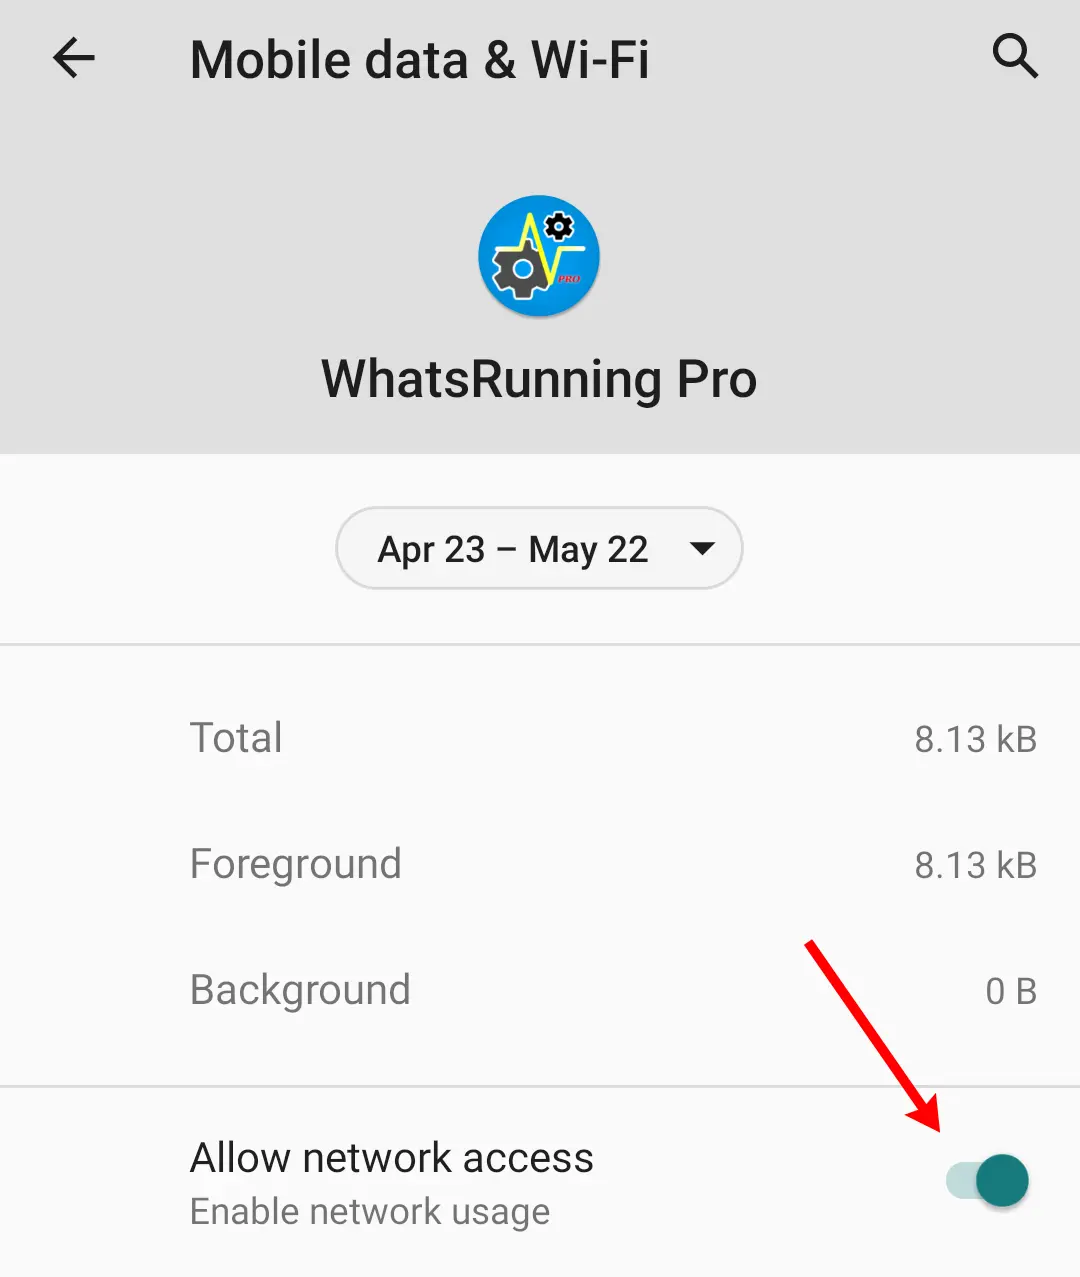 Mobile data & Wi-Fi
PRO
WhatsRunning Pro
Apr 23 – May 22
Total 8.13 kB
Foreground 8.13 kB
Background 0 B
Allow network access
Enable network usage